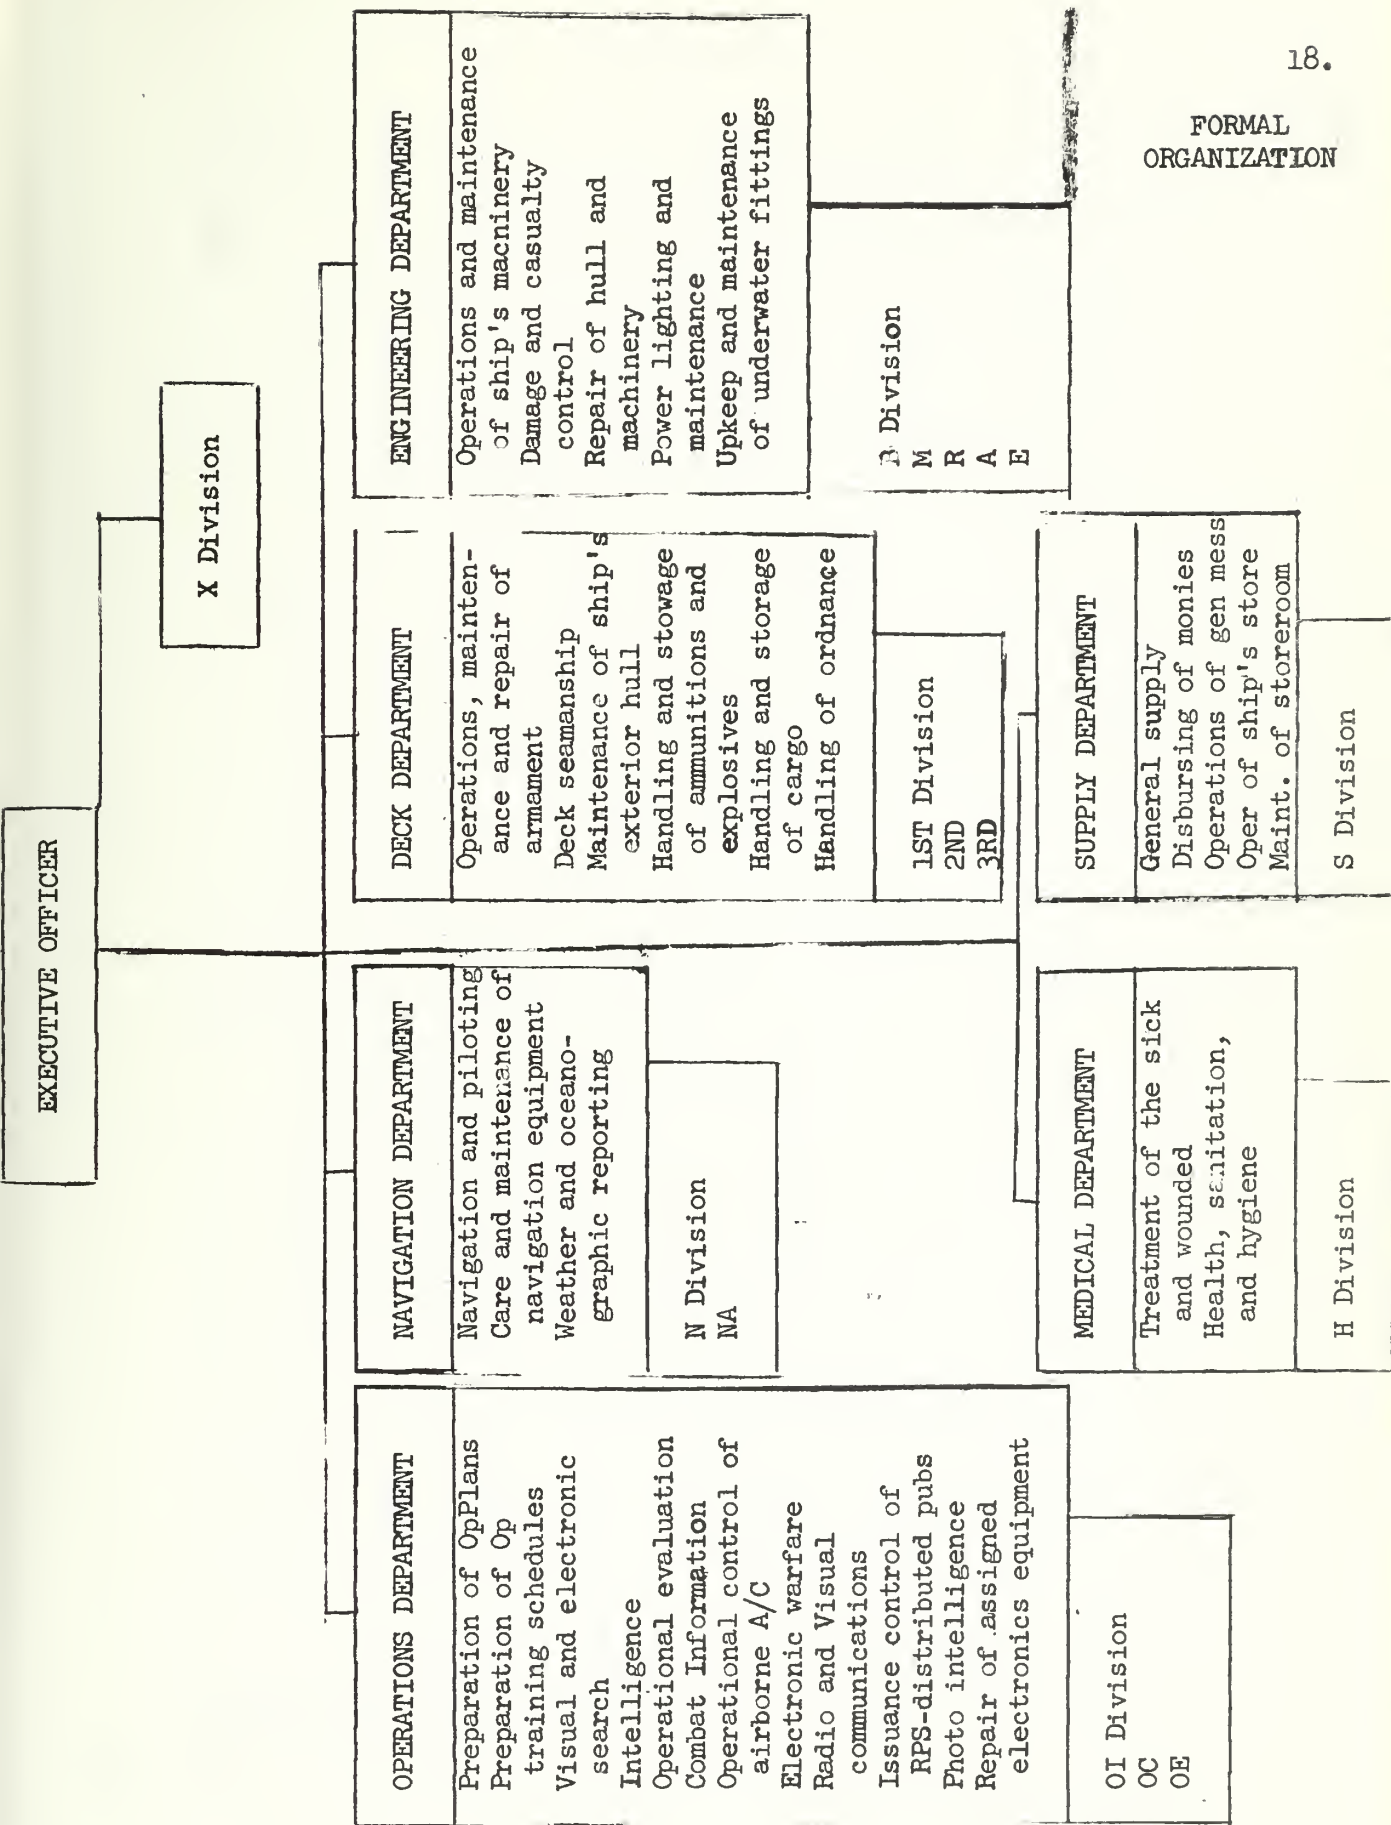 18.
FORMAL
ORGANIZATION
EXECUTIVE OFFICER
X Division
OPERATIONS DEPARTMENT
Preparation of OpPlans
Preparation of Op
training schedules
Visual and electronic
search
Intelligence
Operational evaluation
Combat Information
Operational control of
airborne A/C
Electronic warfare
Radio and Visual
communications
Issuance control of
RPS-distributed pubs
Photo intelligence
Repair of assigned
electronics equipment
OI Division
OC
OE
NAVIGATION DEPARTMENT
Navigation and piloting
Care and maintenance of
navigation equipment
Weather and oceano-
graphic reporting
N Division
NA
DECK DEPARTMENT
Operations, mainten-
ance and repair of
armament
Deck seamanship
Maintenance of ship's
exterior hull
Handling and stowage
of ammunitions and
explosives
Handling and storage
of cargo
Handling of ordnance
1ST Division
2ND
3RD
ENGINEERING DEPARTMENT
Operations and maintenance
of ship's macninery
Damage and casualty
control
Repair of hull and
machinery
Power lighting and
maintenance
Upkeep and maintenance
of underwater fittings
B Division
M
R
A
E
MEDICAL DEPARTMENT
Treatment of the sick
and wounded
Health, sanitation,
and hygiene
H Division
SUPPLY DEPARTMENT
General supply
Disbursing of monies
Operations of gen mess
Oper of ship's store
Maint. of storeroom
S Division